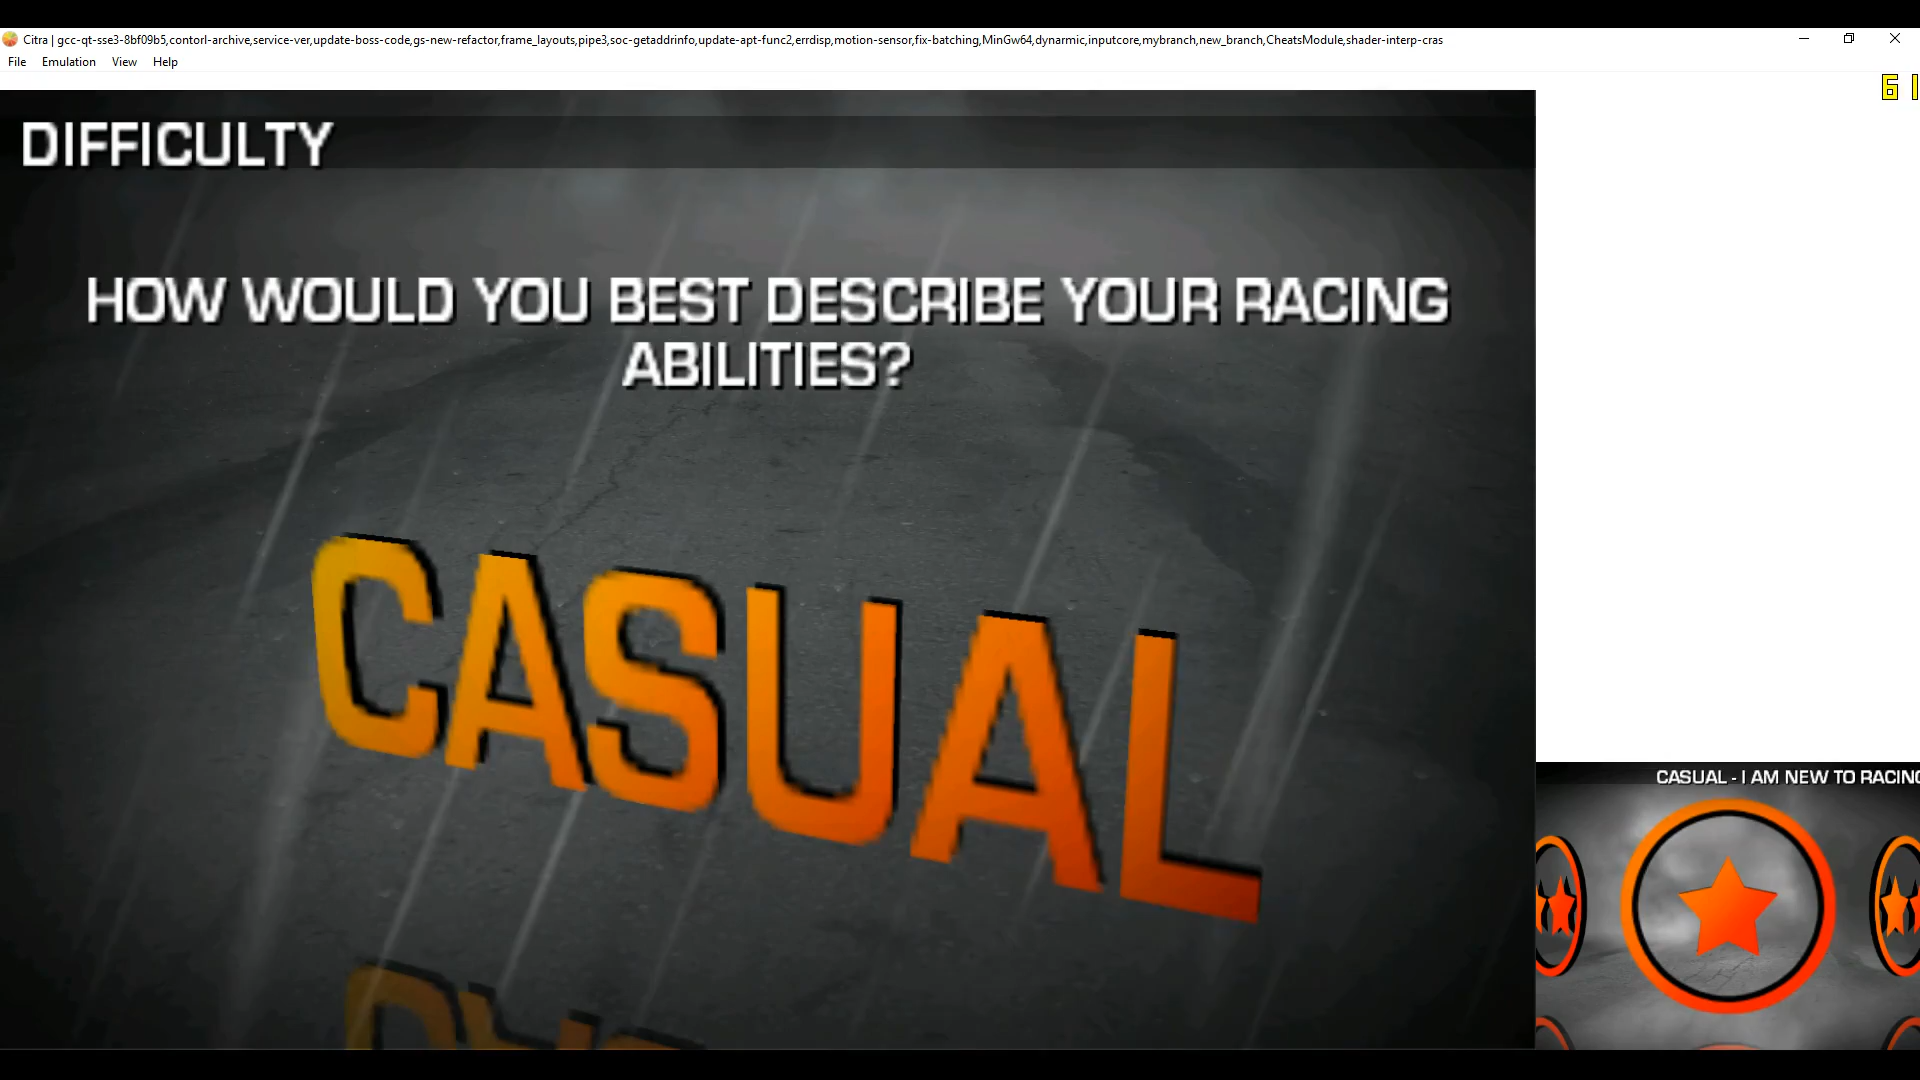 Citra | gcc-qt-sse3-8bf09b5,contorl-archive,service-ver,update-boss-code,gs-new-refactor,frame_layouts,pipe3,soc-getaddrinfo,update-apt-func2,errdisp,motion-sensor,fix-batching,MinGw64,dynarmic,inputcore,mybranch,new_branch,CheatsModule,shader-interp-cras
File Emulation View Help
61
DIFFICULTY
HOW WOULD YOU BEST DESCRIBE YOUR RACING
ABILITIES?
CASUAL
CASUAL - I AM NEW TO RACING